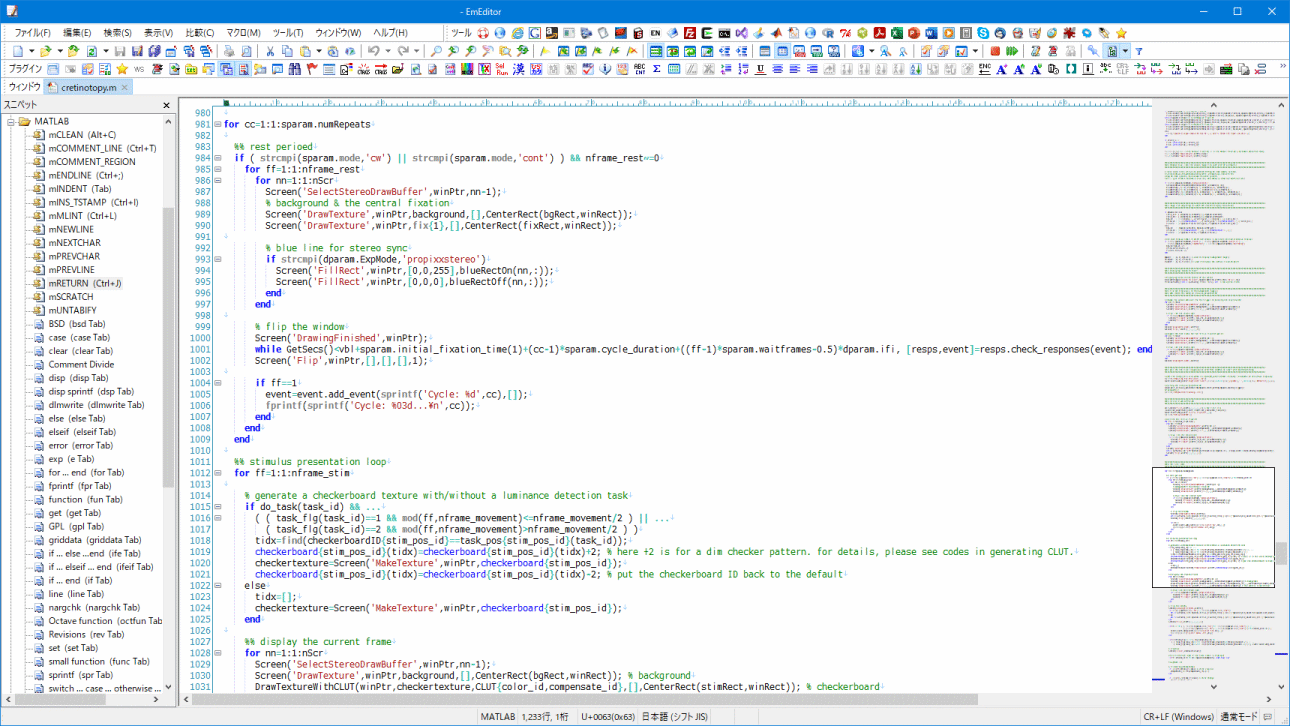 - EmEditor
ファイル(F) 編集(E) 検索(S) 表示(V) 比較(C) マクロ(M) ツール(T) ウィンドウ(W) ヘルプ(H) ツール
プラグイン
ウィンドウ cretinotopy.m
スニペット
MATLAB
mCLEAN (Alt+C)
mCOMMENT_LINE (Ctrl+T)
mCOMMENT_REGION
mENDLINE (Ctrl+;)
mINDENT (Tab)
mINS_TSTAMP (Ctrl+I)
mMLINT (Ctrl+L)
mNEWLINE
mNEXTCHAR
mPREVCHAR
mPREVLINE
mRETURN (Ctrl+J)
mSCRATCH
mUNTABIFY
BSD (bsd Tab)
case (case Tab)
clear (clear Tab)
Comment Divide
disp (disp Tab)
disp sprintf (dsp Tab)
dlmwrite (dlmwrite Tab)
else (else Tab)
elseif (elseif Tab)
error (error Tab)
exp (e Tab)
for ... end (for Tab)
fprintf (fpr Tab)
function (fun Tab)
get (get Tab)
GPL (gpl Tab)
griddata (griddata Tab)
if ... else ...end (ife Tab)
if ... elseif ... end (ifeif Tab)
if ... end (if Tab)
line (line Tab)
nargchk (nargchk Tab)
Octave function (octfun Tab
Revisions (rev Tab)
set (set Tab)
small function (func Tab)
sprintf (spr Tab)
switch ... case ... otherwise ...
980
981 for cc=1:1:sparam.numRepeats
982
983 %% rest perioed
984 if ( strcmpi(sparam.mode,'cw') || strcmpi(sparam.mode,'cont') ) && nframe_rest~=0
985 for ff=1:1:nframe_rest
986 for nn=1:1:nScr
987 Screen('SelectStereoDrawBuffer',winPtr,nn-1);
988 % background & the central fixation
989 Screen('DrawTexture',winPtr,background,[],CenterRect(bgRect,winRect));
990 Screen('DrawTexture',winPtr,fix{1},[],CenterRect(fixRect,winRect));
991
992 % blue line for stereo sync
993 if strcmpi(dparam.ExpMode,'propixxstereo')
994 Screen('FillRect',winPtr,[0,0,255],blueRectOn(nn,:));
995 Screen('FillRect',winPtr,[0,0,0],blueRectOff(nn,:));
996 end
997 end
998
999 % flip the window
1000 Screen('DrawingFinished',winPtr);
1001 while GetSecs()<vbl+sparam.initial_fixation_time(1)+(cc-1)*sparam.cycle_duration+((ff-1)*sparam.waitframes-0.5)*dparam.ifi, [resps,event]=resps.check_responses(event); end
1002 Screen('Flip',winPtr,[],[],[],1);
1003
1004 if ff==1
1005 event=event.add_event(sprintf('Cycle: %d',cc),[]);
1006 fprintf(sprintf('Cycle: %03d...¥n',cc));
1007 end
1008 end
1009 end
1010
1011 %% stimulus presentation loop
1012 for ff=1:1:nframe_stim
1013
1014 % generate a checkerboard texture with/without a luminance detection task
1015 if do_task(task_id) && ...
1016 ( ( task_flg(task_id)==1 && mod(ff,nframe_movement)<=nframe_movement/2 ) || ...
1017 ( task_flg(task_id)==2 && mod(ff,nframe_movement)>nframe_movement/2 ) )
1018 tidx=find(checkerboardID{stim_pos_id}==task_pos{stim_pos_id}(task_id));
1019 checkerboard{stim_pos_id}(tidx)=checkerboard{stim_pos_id}(tidx)+2; % here +2 is for a dim checker pattern. for details, please see codes in generating CLUT.
1020 checkertexture=Screen('MakeTexture',winPtr,checkerboard{stim_pos_id});
1021 checkerboard{stim_pos_id}(tidx)=checkerboard{stim_pos_id}(tidx)-2; % put the checkerboard ID back to the default
1022 else
1023 tidx=[];
1024 checkertexture=Screen('MakeTexture',winPtr,checkerboard{stim_pos_id});
1025 end
1026
1027 %% display the current frame
1028 for nn=1:1:nScr
1029 Screen('SelectStereoDrawBuffer',winPtr,nn-1);
1030 Screen('DrawTexture',winPtr,background,[],CenterRect(bgRect,winRect)); % background
1031 DrawTextureWithCLUT(winPtr,checkertexture,CLUT{color_id,compensate_id},[],CenterRect(stimRect,winRect)); % checkerboard
MATLAB 1,233行, 1桁 U+0063(0x63) 日本語 (シフトJIS) CR+LF (Windows) 通常モード